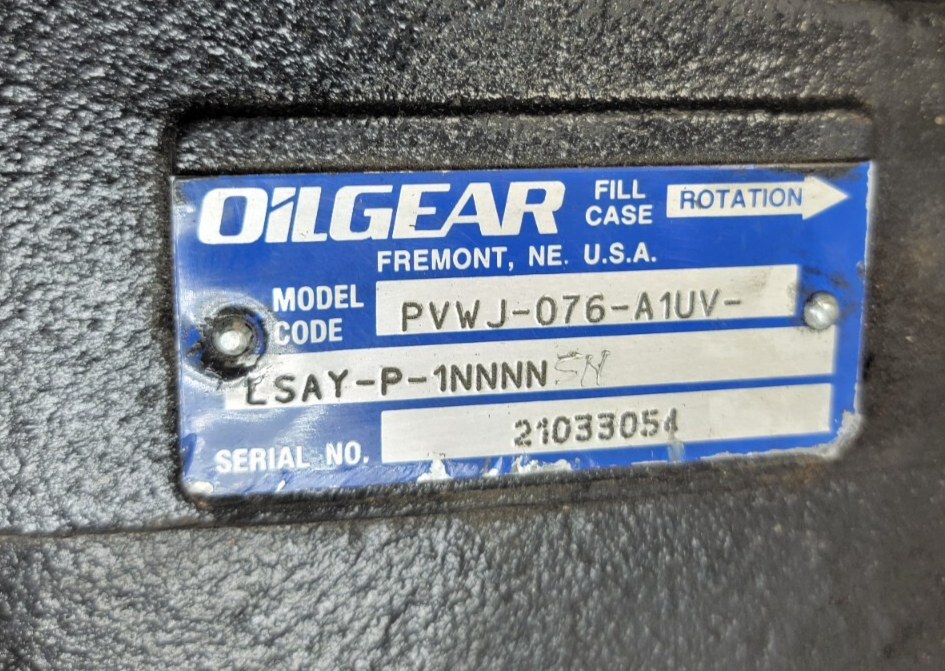 OILGEAR
FILL
CASE
ROTATION
FREMONT, NE. U.S.A.
MODEL
CODE
PVWJ-076-A1UV-
LSAY-P-1NNNNSN
SERIAL NO.
21033054